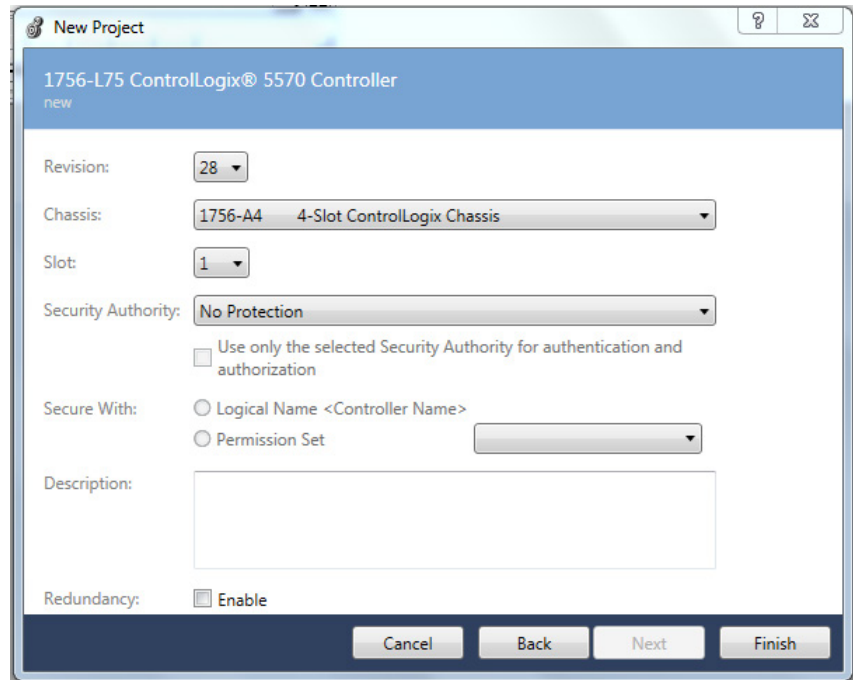 New Project
1756-L75 ControlLogix® 5570 Controller
new
Revision: 28
Chassis: 1756-A4 4-Slot ControlLogix Chassis
Slot: 1
Security Authority: No Protection
Use only the selected Security Authority for authentication and
authorization
Secure With: Logical Name <Controller Name>
Permission Set
Description:
Redundancy: Enable
Cancel Back Next Finish